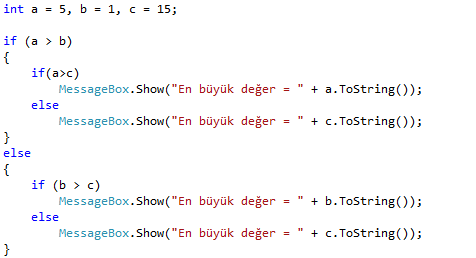 int a = 5, b = 1, c = 15;
if (a > b)
{
if(a>c)
MessageBox.Show("En büyük değer = " + a.ToString());
else
MessageBox.Show("En büyük değer = " + c.ToString());
}
else
{
if (b > c)
MessageBox.Show("En büyük değer = " + b.ToString());
else
MessageBox.Show("En büyük değer = " + c.ToString());
}